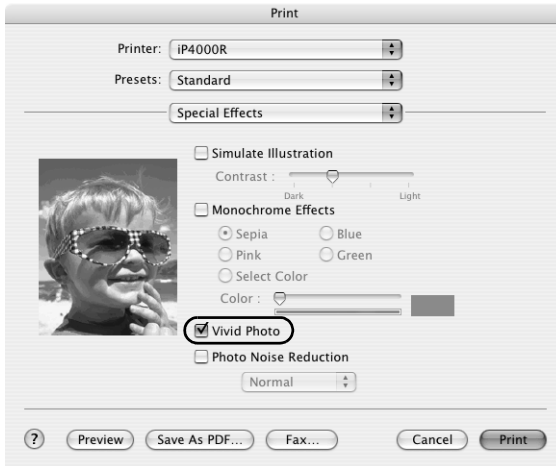 Print
Printer: iP4000R
Presets: Standard
Special Effects
Simulate Illustration
Contrast :
Dark Light
Monochrome Effects
Sepia Blue
Pink Green
Select Color
Color :
Vivid Photo
Photo Noise Reduction
Normal
? Preview Save As PDF... Fax... Cancel Print